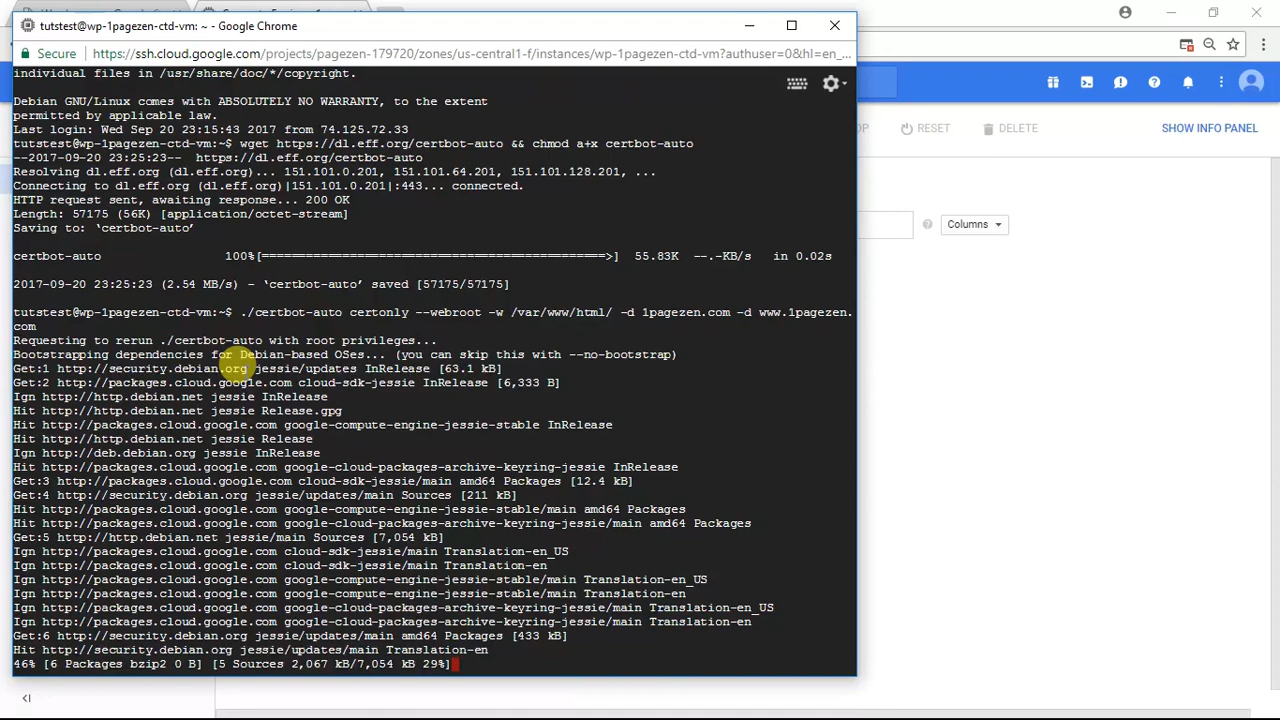 tutstest@wp-1pagezen-ctd-vm: ~ - Google Chrome
Secure https://ssh.cloud.google.com/projects/pagezen-179720/zones/us-central1-f/instances/wp-1pagezen-ctd-vm?authuser=0&hl=en_...
individual files in /usr/share/doc/*/copyright.
RESET
DELETE
SHOW INFO PANEL
Debian GNU/Linux comes with ABSOLUTELY NO WARRANTY, to the extent
permitted by applicable law.
Last login: Wed Sep 20 23:15:43 2017 from 74.125.72.33
tutstest@wp-1pagezen-ctd-vm:~$ wget https://dl.eff.org/certbot-auto && chmod a+x certbot-auto
--2017-09-20 23:25:23-- https://dl.eff.org/certbot-auto
Resolving dl.eff.org (dl.eff.org)... 151.101.0.201, 151.101.64.201, 151.101.128.201, ...
Connecting to dl.eff.org (dl.eff.org)|151.101.0.201|:443... connected.
HTTP request sent, awaiting response... 200 OK
Length: 57175 (56K) [application/octet-stream]
Saving to: ‘certbot-auto’
Columns
certbot-auto 100%[===========================================>] 55.83K --.-KB/s in 0.02s
2017-09-20 23:25:23 (2.54 MB/s) - ‘certbot-auto’ saved [57175/57175]
tutstest@wp-1pagezen-ctd-vm:~$ ./certbot-auto certonly --webroot -w /var/www/html/ -d 1pagezen.com -d www.1pagezen.
com
Requesting to rerun ./certbot-auto with root privileges...
Bootstrapping dependencies for Debian-based OSes... (you can skip this with --no-bootstrap)
Get:1 http://security.debian.org jessie/updates InRelease [63.1 kB]
Get:2 http://packages.cloud.google.com cloud-sdk-jessie InRelease [6,333 B]
Ign http://http.debian.net jessie InRelease
Hit http://http.debian.net jessie Release.gpg
Hit http://packages.cloud.google.com google-compute-engine-jessie-stable InRelease
Hit http://http.debian.net jessie Release
Ign http://deb.debian.org jessie InRelease
Hit http://packages.cloud.google.com google-cloud-packages-archive-keyring-jessie InRelease
Get:3 http://packages.cloud.google.com cloud-sdk-jessie/main amd64 Packages [12.4 kB]
Get:4 http://security.debian.org jessie/updates/main Sources [211 kB]
Hit http://packages.cloud.google.com google-compute-engine-jessie-stable/main amd64 Packages
Hit http://packages.cloud.google.com google-cloud-packages-archive-keyring-jessie/main amd64 Packages
Get:5 http://http.debian.net jessie/main Sources [7,054 kB]
Ign http://packages.cloud.google.com cloud-sdk-jessie/main Translation-en_US
Ign http://packages.cloud.google.com cloud-sdk-jessie/main Translation-en
Ign http://packages.cloud.google.com google-compute-engine-jessie-stable/main Translation-en_US
Ign http://packages.cloud.google.com google-compute-engine-jessie-stable/main Translation-en
Ign http://packages.cloud.google.com google-cloud-packages-archive-keyring-jessie/main Translation-en_US
Ign http://packages.cloud.google.com google-cloud-packages-archive-keyring-jessie/main Translation-en
Get:6 http://security.debian.org jessie/updates/main amd64 Packages [433 kB]
Hit http://security.debian.org jessie/updates/main Translation-en
46% [6 Packages bzip2 0 B] [5 Sources 2,067 kB/7,054 kB 29%]